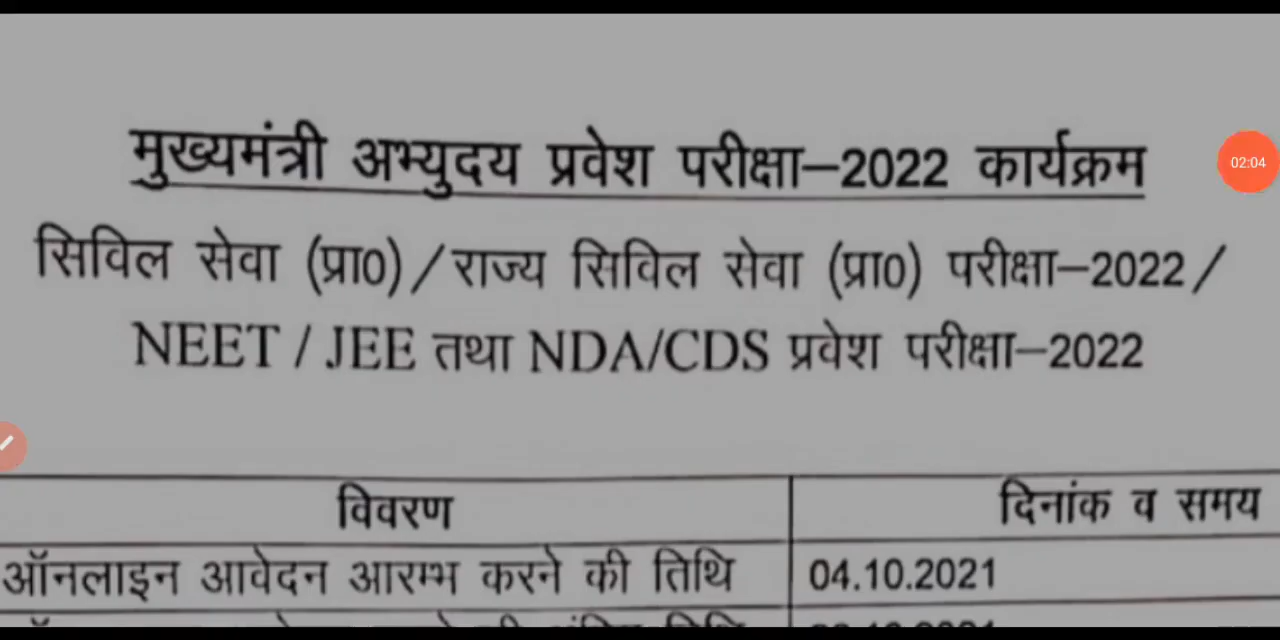 मुख्यमंत्री अभ्युदय प्रवेश परीक्षा–2022 कार्यक्रम
02:04
सिविल सेवा (प्रा0)/राज्य सिविल सेवा (प्रा0) परीक्षा–2022/
NEET / JEE तथा NDA/CDS प्रवेश परीक्षा–2022
विवरण दिनांक व समय
ऑनलाइन आवेदन आरम्भ करने की तिथि 04.10.2021